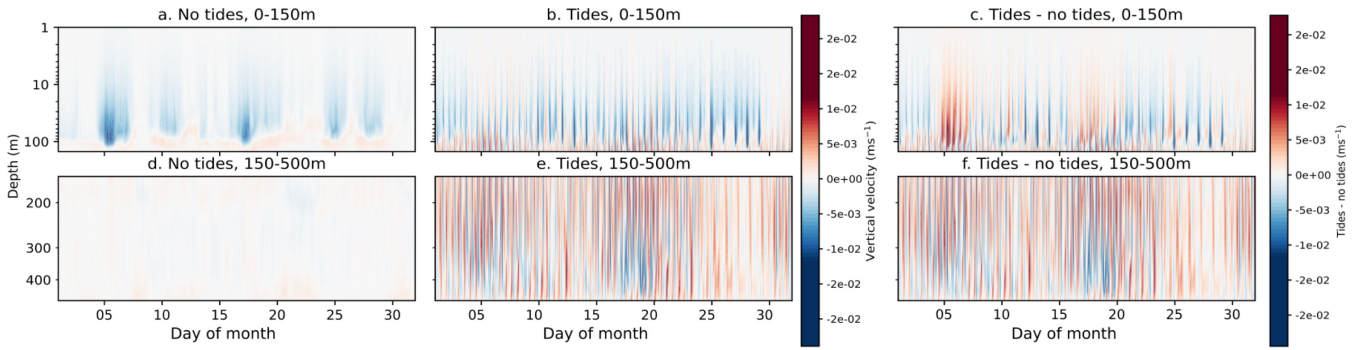 a. No tides, 0-150m
b. Tides, 0-150m
c. Tides - no tides, 0-150m
1
10
100
d. No tides, 150-500m
e. Tides, 150-500m
f. Tides - no tides, 150-500m
200
300
400
Depth (m)
05 10 15 20 25 30
05 10 15 20 25 30
05 10 15 20 25 30
Day of month
Day of month
Day of month
2e-02
2e-02
1e-02
5e-03
0e+00
-5e-03
-1e-02
-2e-02
-2e-02
Vertical velocity (ms⁻¹)
2e-02
2e-02
1e-02
5e-03
0e+00
-5e-03
-1e-02
-2e-02
-2e-02
Tides - no tides (ms⁻¹)